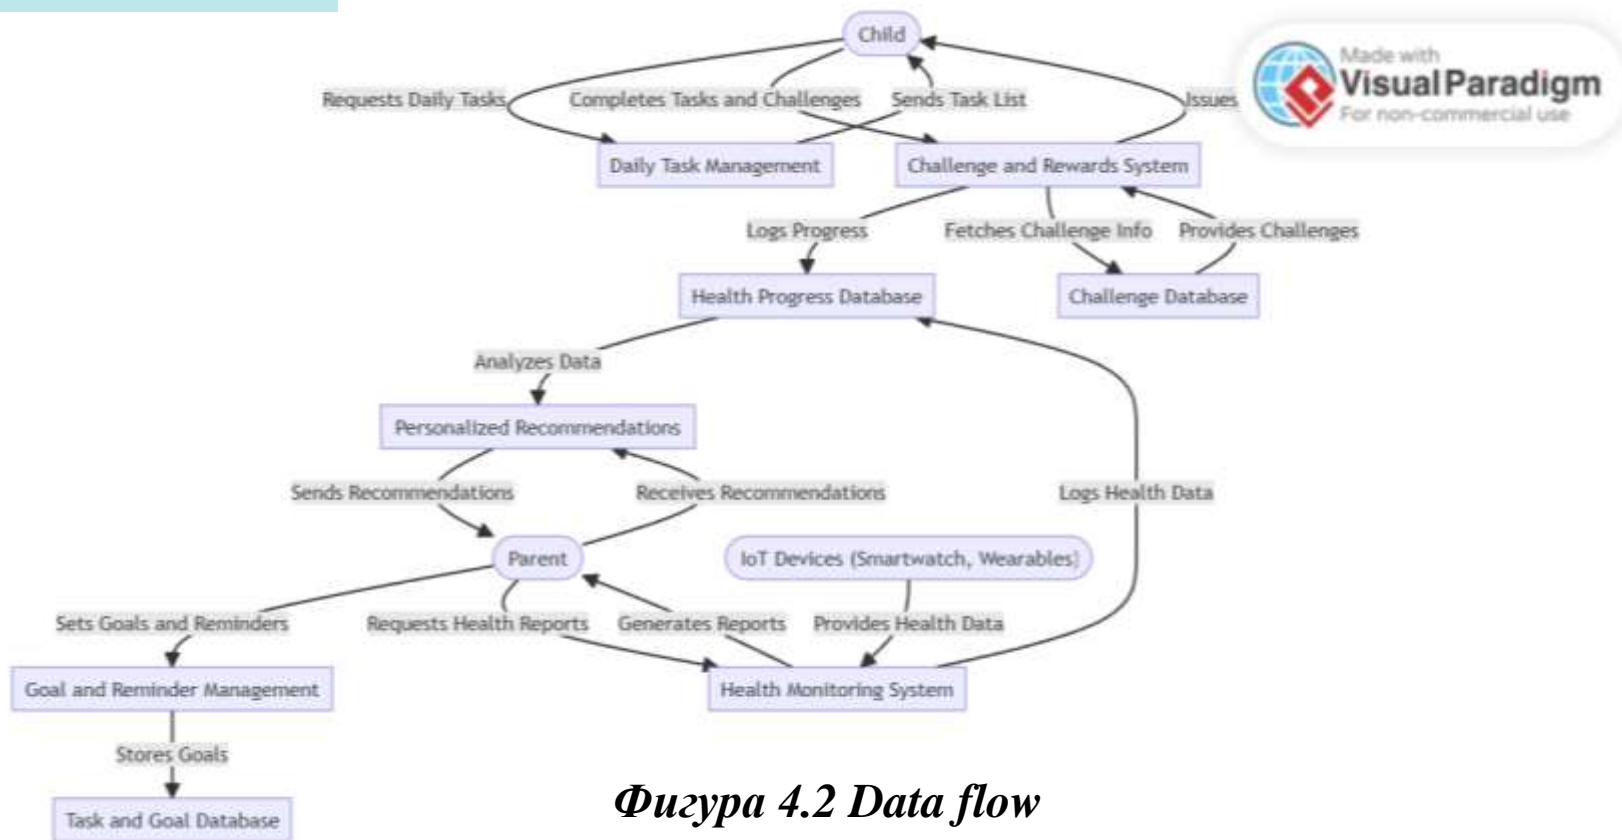 Child
Made with
Visual Paradigm
For non-commercial use
Requests Daily Tasks
Completes Tasks and Challenges
Sends Task List
Issues
Daily Task Management
Challenge and Rewards System
Logs Progress
Fetches Challenge Info
Provides Challenges
Health Progress Database
Challenge Database
Analyzes Data
Personalized Recommendations
Sends Recommendations
Receives Recommendations
Logs Health Data
Parent
IoT Devices (Smartwatch, Wearables)
Sets Goals and Reminders
Requests Health Reports
Generates Reports
Provides Health Data
Goal and Reminder Management
Health Monitoring System
Stores Goals
Task and Goal Database
Фигура 4.2 Data flow